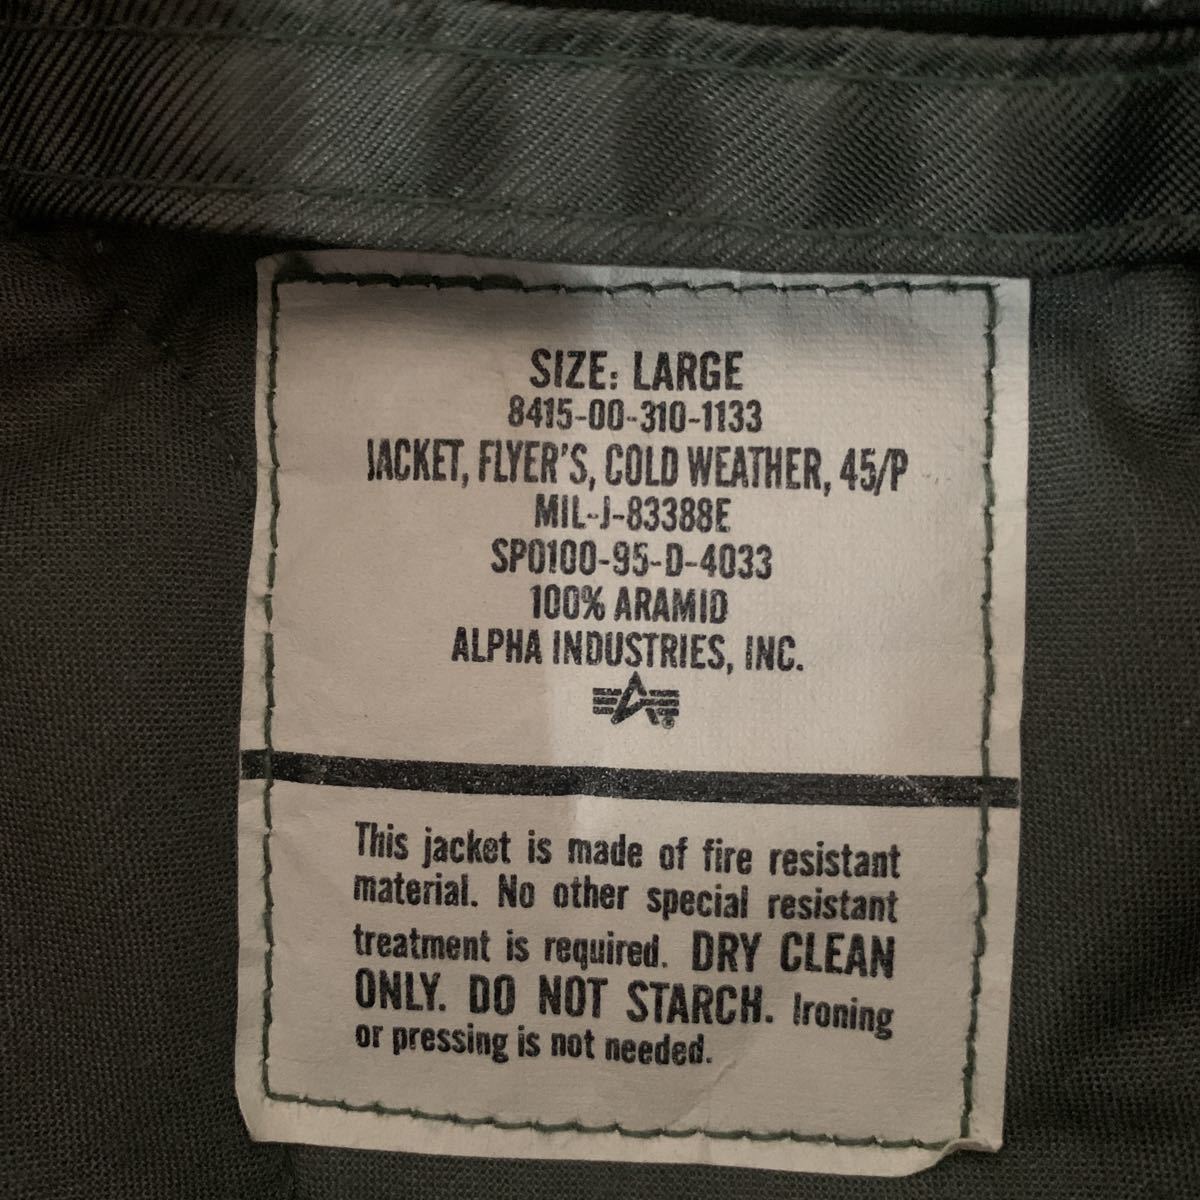 SIZE: LARGE
8415-00-310-1133
JACKET, FLYER'S, COLD WEATHER, 45/P
MIL-J-83388E
SPO100-95-D-4033
100% ARAMID
ALPHA INDUSTRIES, INC.
This jacket is made of fire resistant
material. No other special resistant
treatment is required. DRY CLEAN
ONLY. DO NOT STARCH. Ironing
or pressing is not needed.